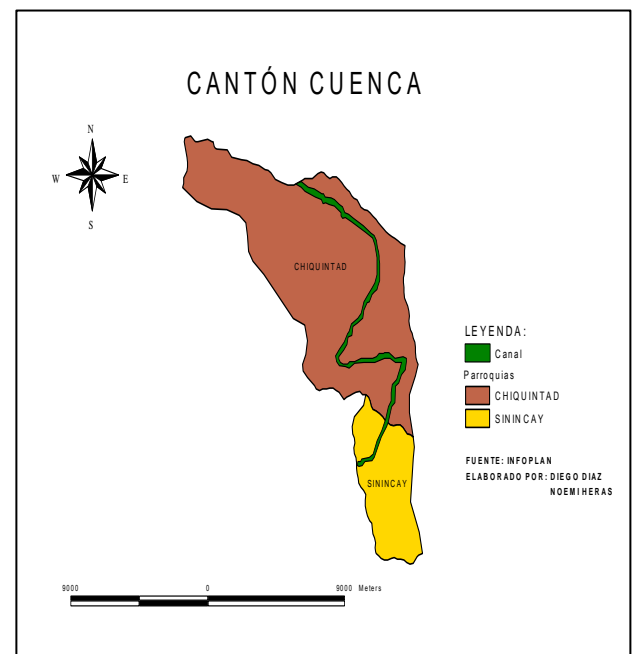 CANTÓN CUENCA
N
W E
S
CHIQUINTAD
LEYENDA:
Canal
Parroquias
CHIQUINTAD
SININCAY
FUENTE: INFOPLAN
ELABORADO POR: DIEGO DIAZ
NOEMI HERAS
SININCAY
9000 0 9000 Meters